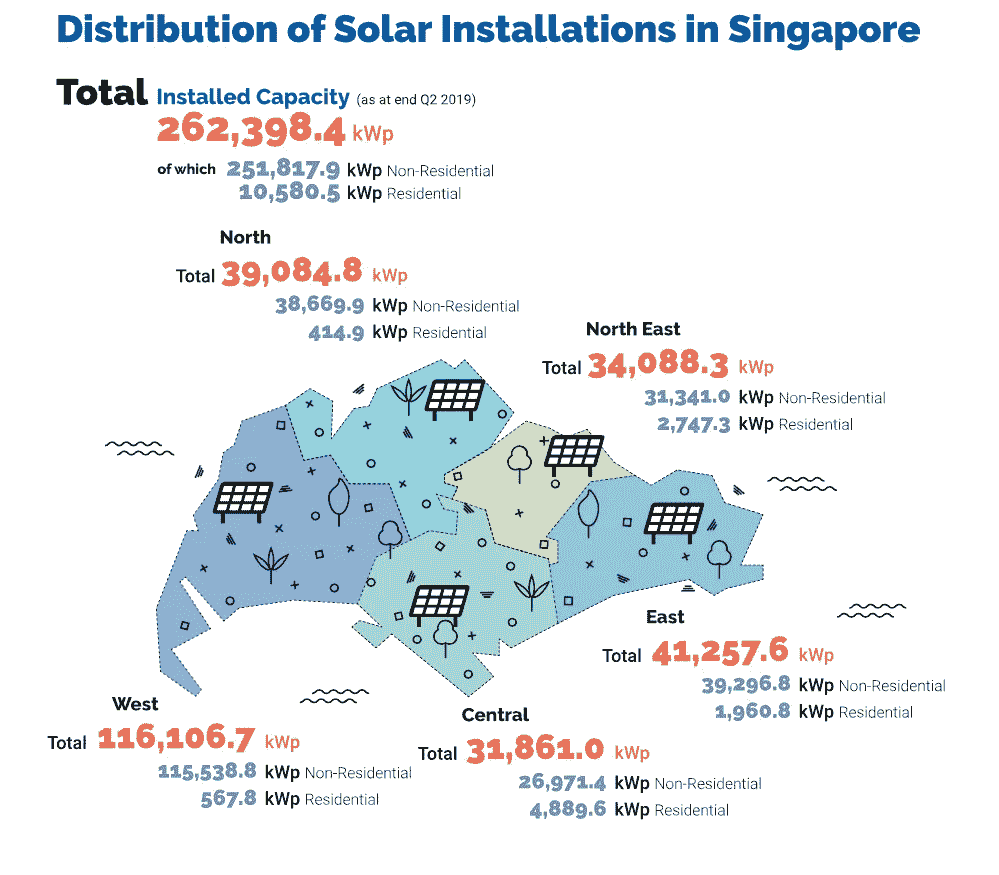 Distribution of Solar Installations in Singapore
Total Installed Capacity (as at end Q2 2019)
262,398.4 kWp
of which 251,817.9 kWp Non-Residential
10,580.5 kWp Residential
North
Total 39,084.8 kWp
38,669.9 kWp Non-Residential
414.9 kWp Residential
North East
Total 34,088.3 kWp
31,341.0 kWp Non-Residential
2,747.3 kWp Residential
East
Total 41,257.6 kWp
39,296.8 kWp Non-Residential
1,960.8 kWp Residential
West
Total 116,106.7 kWp
115,538.8 kWp Non-Residential
567.8 kWp Residential
Central
Total 31,861.0 kWp
26,971.4 kWp Non-Residential
4,889.6 kWp Residential